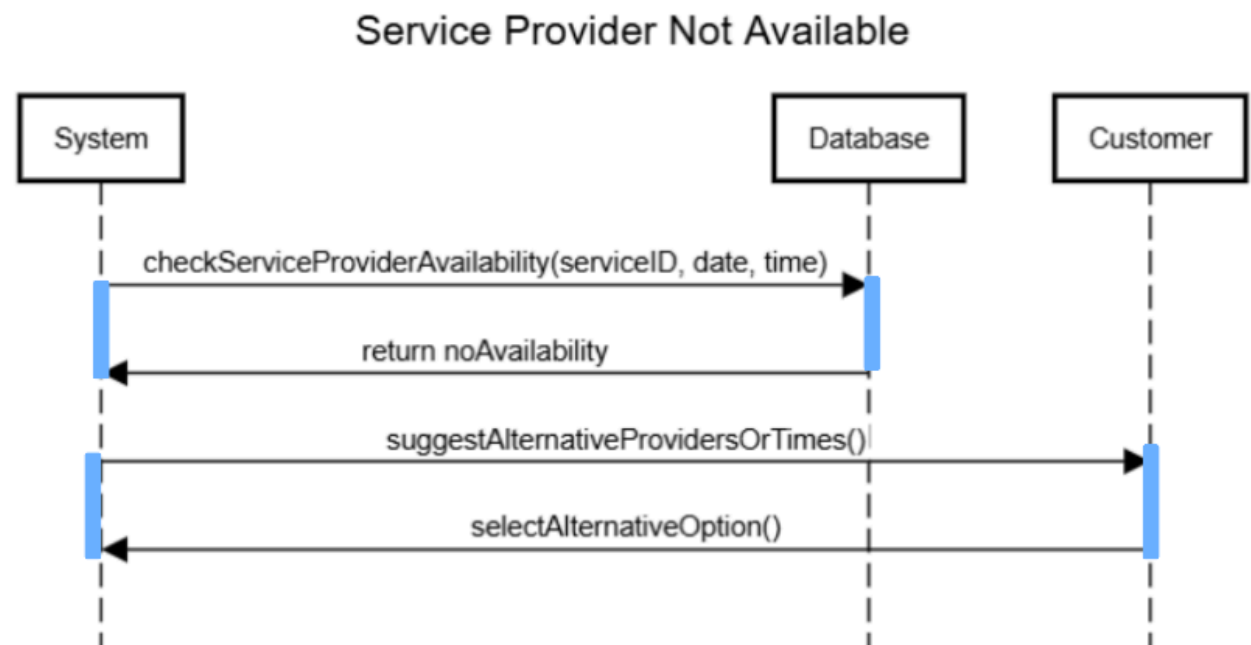 Service Provider Not Available
System
Database
Customer
checkServiceProviderAvailability(serviceID, date, time)
return noAvailability
suggestAlternativeProvidersOrTimes()
selectAlternativeOption()